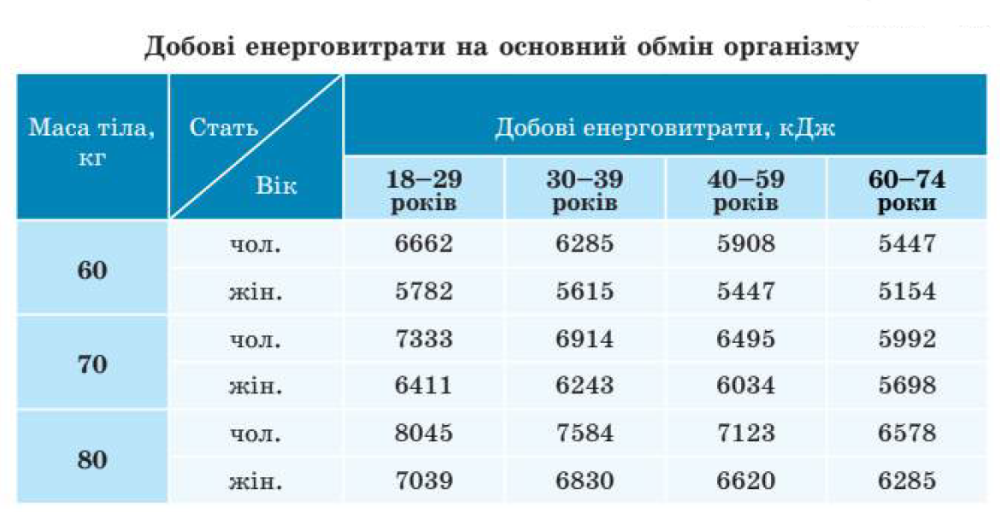 Добові енерговитрати на основний обмін організму
Маса тіла,
кг
Стать
Вік
Добові енерговитрати, кДж
18–29
років
30–39
років
40–59
років
60–74
роки
60
чол.
6662
6285
5908
5447
жін.
5782
5615
5447
5154
70
чол.
7333
6914
6495
5992
жін.
6411
6243
6034
5698
80
чол.
8045
7584
7123
6578
жін.
7039
6830
6620
6285